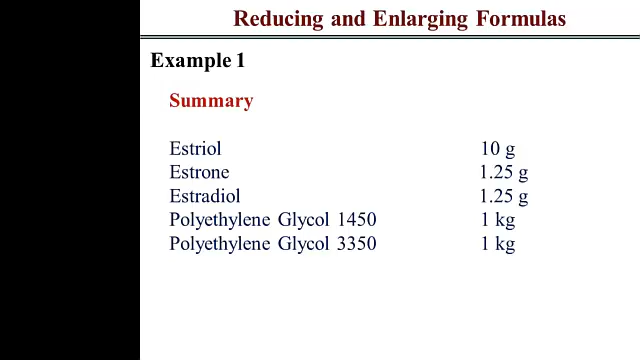 Reducing and Enlarging Formulas
Example 1
Summary
Estriol 10 g
Estrone 1.25 g
Estradiol 1.25 g
Polyethylene Glycol 1450 1 kg
Polyethylene Glycol 3350 1 kg